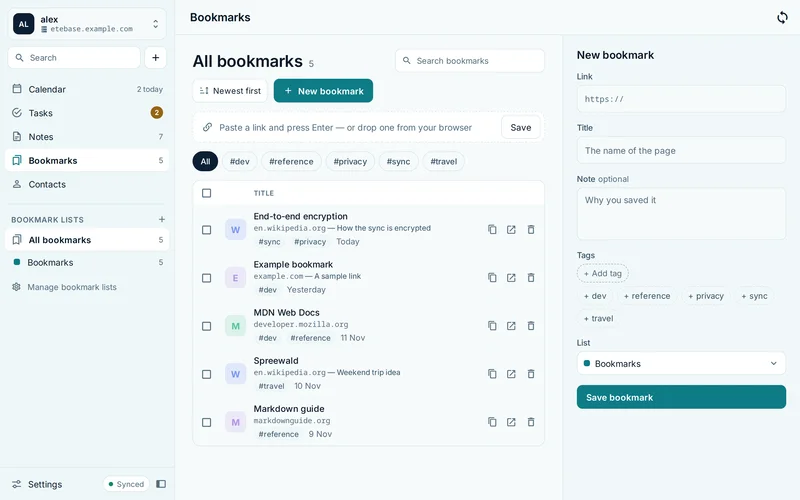 AL
alex
etebase.example.com
Search
+
Calendar 2 today
Tasks 2
Notes 7
Bookmarks 5
Contacts
BOOKMARK LISTS +
All bookmarks 5
Bookmarks 5
Manage bookmark lists
Settings
Synced
Bookmarks
All bookmarks 5
Search bookmarks
Newest first
+ New bookmark
Paste a link and press Enter — or drop one from your browser
Save
All #dev #reference #privacy #sync #travel
TITLE
W
End-to-end encryption
en.wikipedia.org — How the sync is encrypted
#sync #privacy Today
E
Example bookmark
example.com — A sample link
#dev Yesterday
M
MDN Web Docs
developer.mozilla.org
#dev #reference 11 Nov
W
Spreewald
en.wikipedia.org — Weekend trip idea
#travel 10 Nov
M
Markdown guide
markdownguide.org
#reference 9 Nov
New bookmark
Link
https://
Title
The name of the page
Note optional
Why you saved it
Tags
+ Add tag
+ dev + reference + privacy + sync
+ travel
List
Bookmarks
Save bookmark